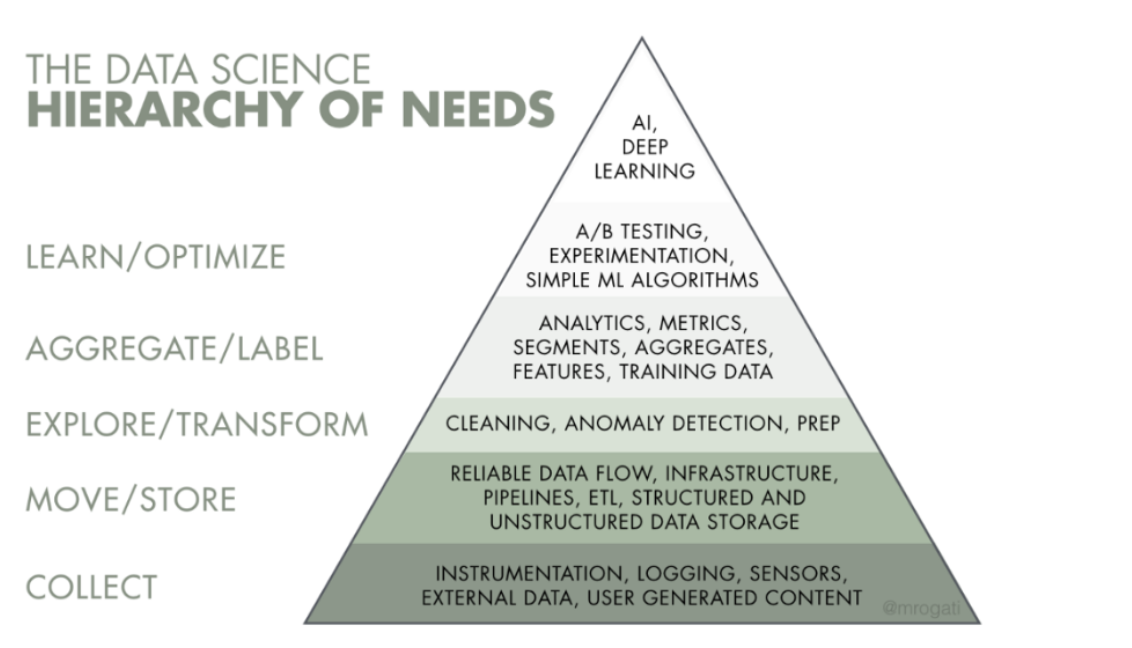 THE DATA SCIENCE
HIERARCHY OF NEEDS
AI,
DEEP
LEARNING
LEARN/OPTIMIZE
A/B TESTING,
EXPERIMENTATION,
SIMPLE ML ALGORITHMS
AGGREGATE/LABEL
ANALYTICS, METRICS,
SEGMENTS, AGGREGATES,
FEATURES, TRAINING DATA
EXPLORE/TRANSFORM
CLEANING, ANOMALY DETECTION, PREP
MOVE/STORE
RELIABLE DATA FLOW, INFRASTRUCTURE,
PIPELINES, ETL, STRUCTURED AND
UNSTRUCTURED DATA STORAGE
COLLECT
INSTRUMENTATION, LOGGING, SENSORS,
EXTERNAL DATA, USER GENERATED CONTENT
@mrogati